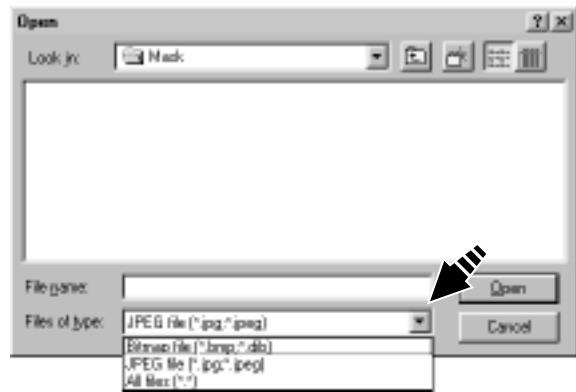 Open
Look in: Mask
File name: Open
Files of type: JPEG file (*.jpg;*.jpeg) Cancel
Bitmap file (*.bmp;*.dib)
JPEG file (*.jpg;*.jpeg)
All files (*.*)